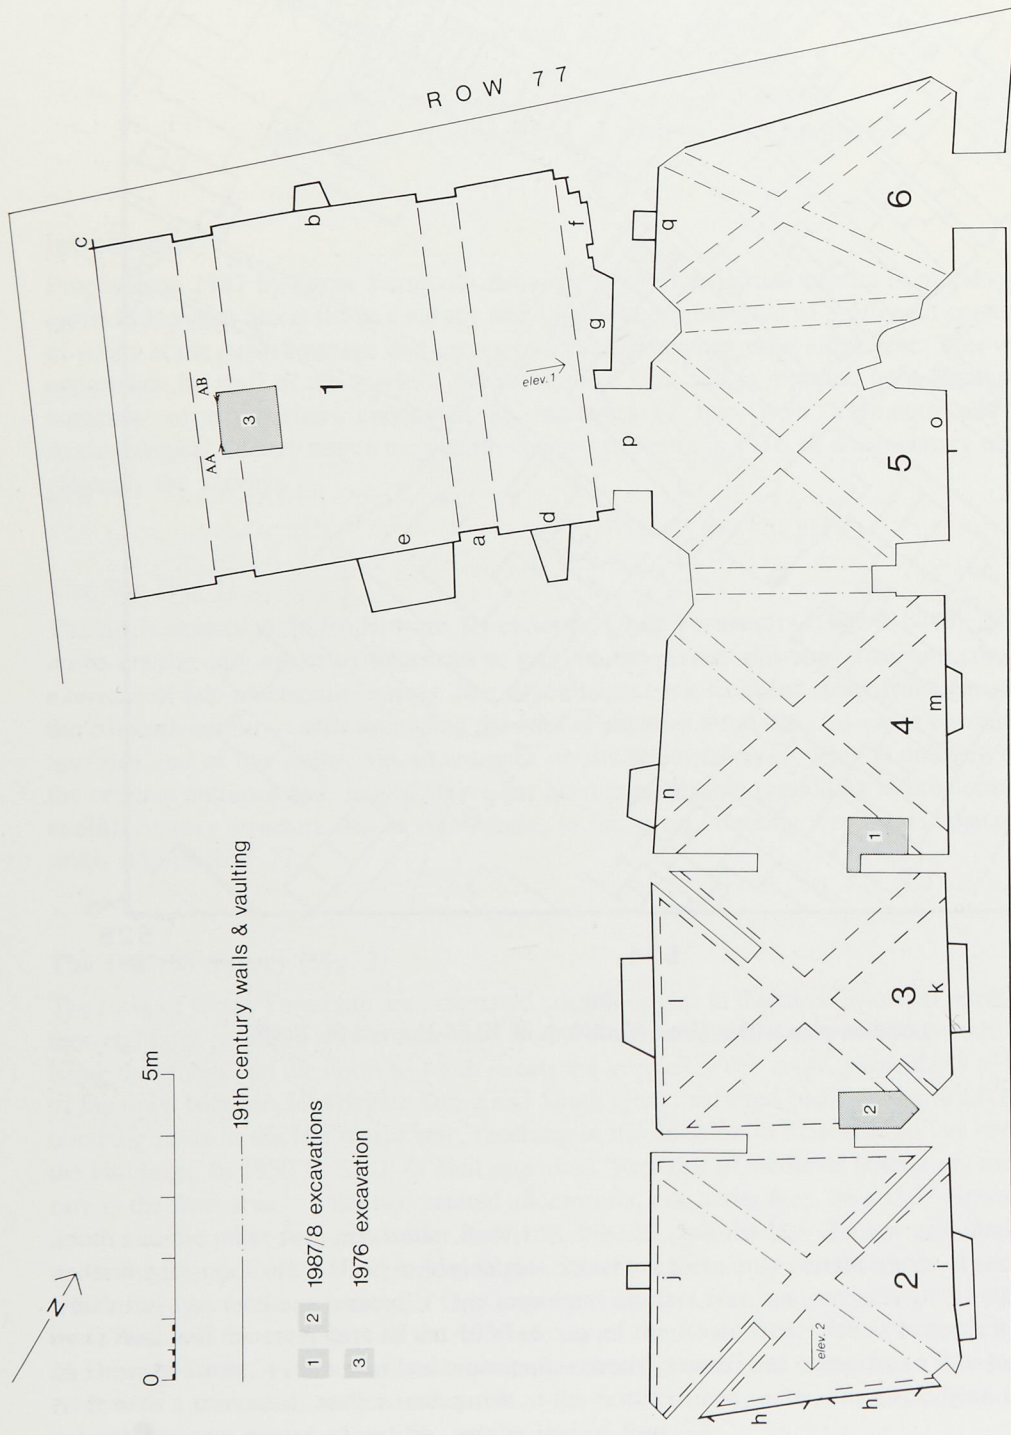 ROW 77
c
b
f
q
6
AB
1
g
elev.1
3
AA
p
o
5
e
a
d
m
4
n
1
19th century walls & vaulting
l
3
k
5m
1987/8 excavations
1976 excavation
1
2
3
2
N
0
j
2
i
elev.2
h
h